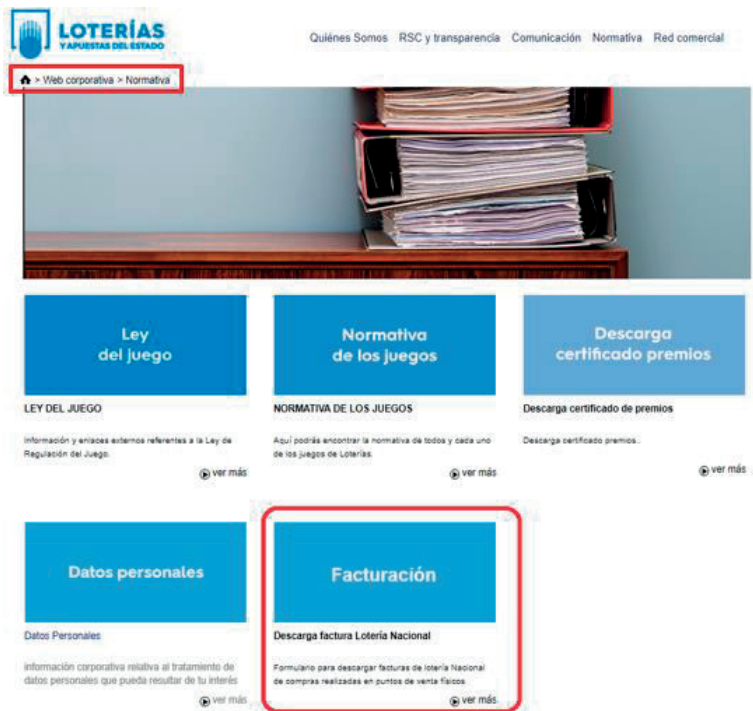 LOTERÍAS
Y APUESTAS DEL ESTADO
Quiénes Somos RSC y transparencia Comunicación Normativa Red comercial
> Web corporativa > Normativa
Ley
del juego
Normativa
de los juegos
Descarga
certificado premios
LEY DEL JUEGO
NORMATIVA DE LOS JUEGOS
Descarga certificado de premios
Información y enlaces externos referentes a la Ley de
Regulación del Juego.
Aquí podrás encontrar la normativa de todos y cada uno
de los juegos de Loterías.
Descarga certificado premios..
ver más
ver más
ver más
Datos personales
Facturación
Datos Personales
Descarga factura Lotería Nacional
información corporativa relativa al tratamiento de
datos personales que pueda resultar de tu interés
Formulario para descargar facturas de lotería Nacional
de compras realizadas en puntos de venta físicos
ver más
ver más